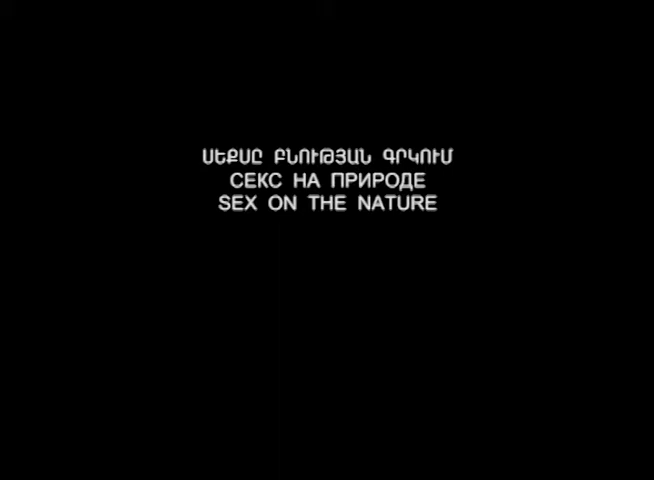 ՍԵՔՍԸ ԲՆՈՒԹՅԱՆ ԳՐԿՈՒՄ
СЕКС НА ПРИРОДЕ
SEX ON THE NATURE